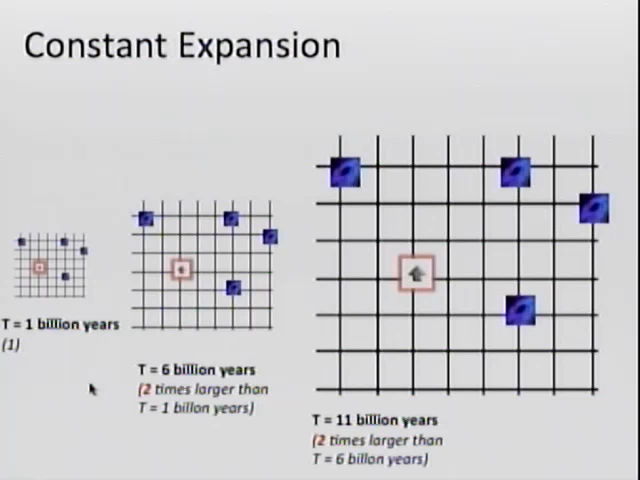 Constant Expansion
T = 1 billion years
(1)
T = 6 billion years
(2 times larger than
T = 1 billon years)
T = 11 billion years
(2 times larger than
T = 6 billon years)